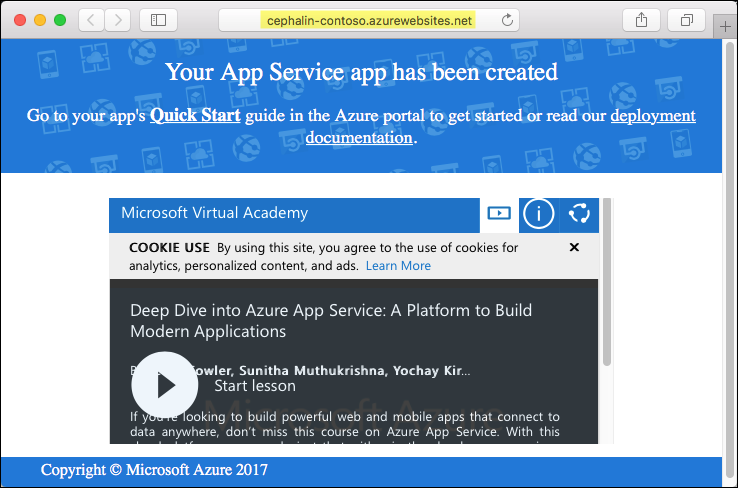 cephalin-contoso.azurewebsites.net
Your App Service app has been created
Go to your app's Quick Start guide in the Azure portal to get started or read our deployment
documentation.
Microsoft Virtual Academy
COOKIE USE By using this site, you agree to the use of cookies for
analytics, personalized content, and ads. Learn More
Deep Dive into Azure App Service: A Platform to Build
Modern Applications
Sunitha Muthukrishna, Yochay Kir...
Start lesson
Microsoft Azure
If you're looking to build powerful web and mobile apps that connect to
data anywhere, don't miss this course on Azure App Service. With this
Copyright © Microsoft Azure 2017